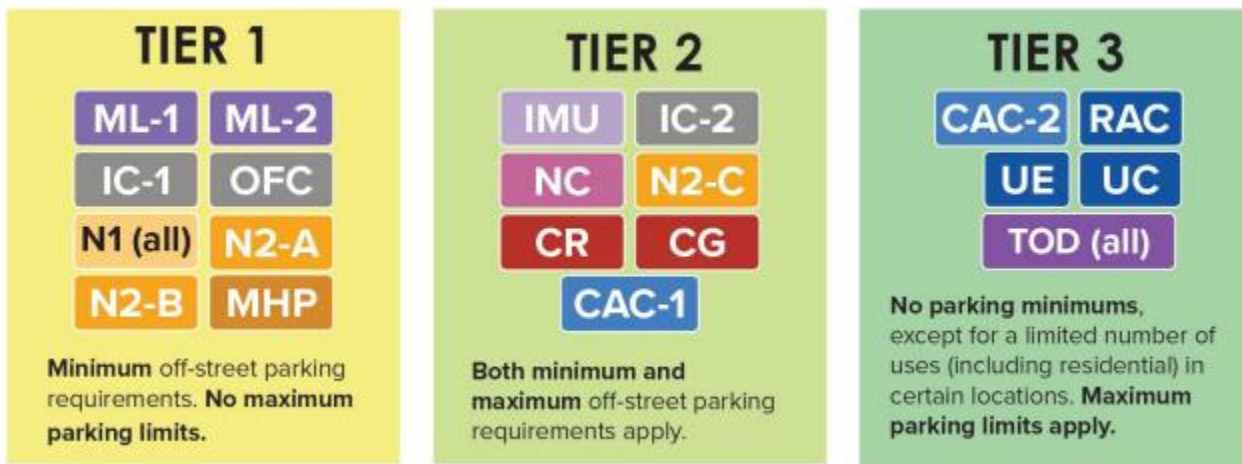 TIER 1
ML-1 ML-2
IC-1 OFC
N1 (all) N2-A
N2-B MHP
Minimum off-street parking
requirements. No maximum
parking limits.
TIER 2
IMU IC-2
NC N2-C
CR CG
CAC-1
Both minimum and
maximum off-street parking
requirements apply.
TIER 3
CAC-2 RAC
UE UC
TOD (all)
No parking minimums,
except for a limited number of
uses (including residential) in
certain locations. Maximum
parking limits apply.